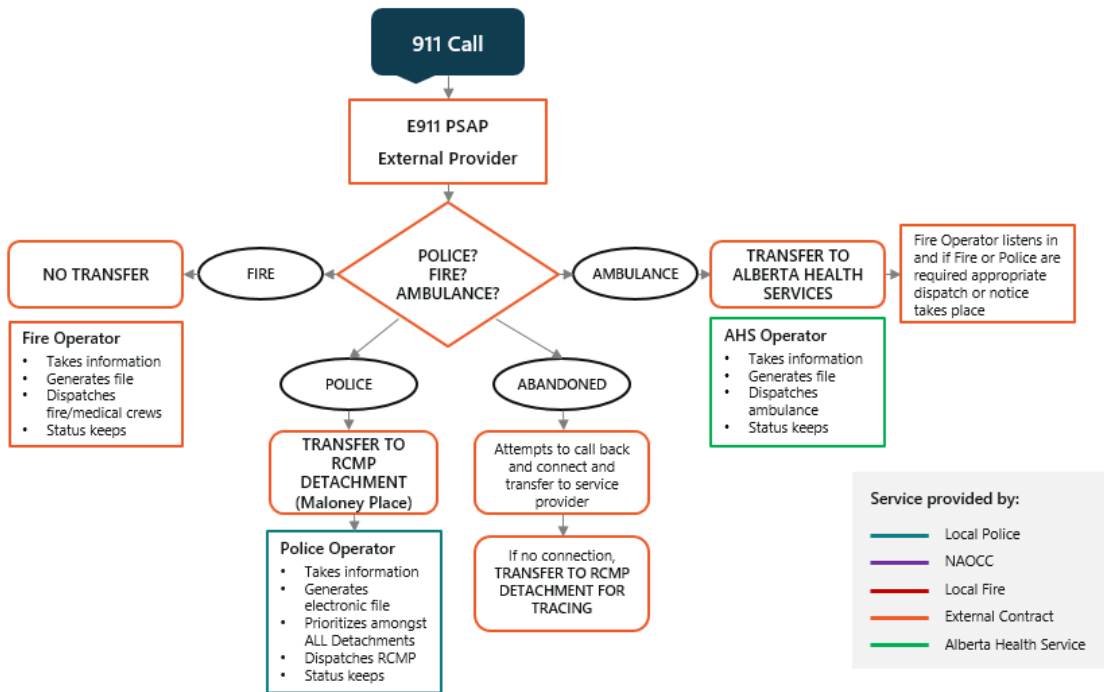 911 Call
E911 PSAP
External Provider
POLICE?
FIRE?
AMBULANCE?
FIRE
NO TRANSFER
Fire Operator
• Takes information
• Generates file
• Dispatches
fire/medical crews
• Status keeps
AMBULANCE
TRANSFER TO
ALBERTA HEALTH
SERVICES
Fire Operator listens in
and if Fire or Police are
required appropriate
dispatch or notice
takes place
AHS Operator
• Takes information
• Generates file
• Dispatches
ambulance
• Status keeps
POLICE
TRANSFER TO
RCMP
DETACHMENT
(Maloney Place)
Police Operator
• Takes information
• Generates
electronic file
• Prioritizes amongst
ALL Detachments
• Dispatches RCMP
• Status keeps
ABANDONED
Attempts to call back
and connect and
transfer to service
provider
If no connection,
TRANSFER TO RCMP
DETACHMENT FOR
TRACING
Service provided by:
Local Police
NAOCC
Local Fire
External Contract
Alberta Health Service